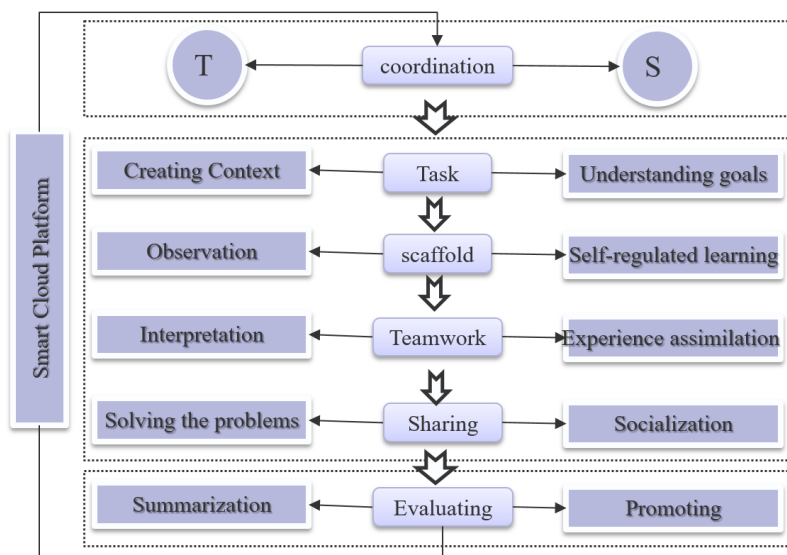 T
coordination
S
Smart Cloud Platform
Creating Context
Task
Understanding goals
Observation
scaffold
Self-regulated learning
Interpretation
Teamwork
Experience assimilation
Solving the problems
Sharing
Socialization
Summarization
Evaluating
Promoting